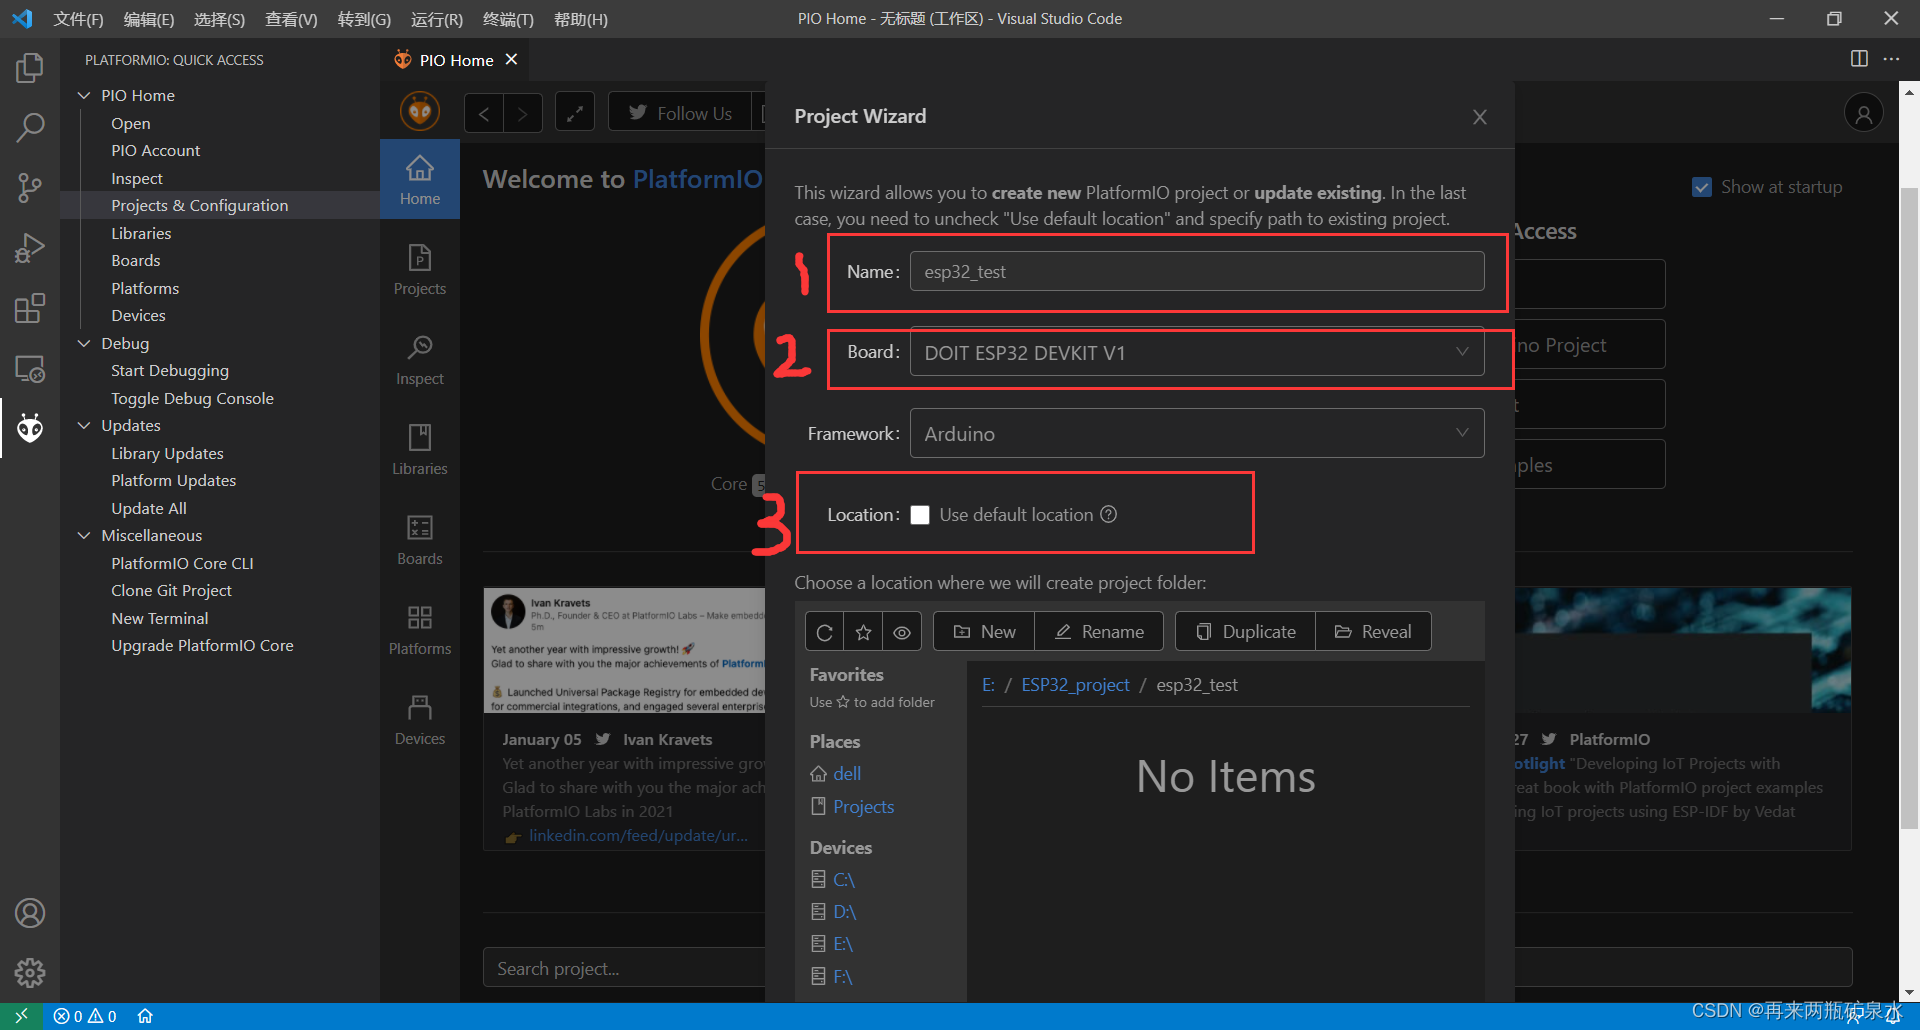 文件(F) 编辑(E) 选择(S) 查看(V) 转到(G) 运行(R) 终端(T) 帮助(H)
PIO Home - 无标题 (工作区) - Visual Studio Code
PLATFORMIO: QUICK ACCESS
PIO Home
Open
PIO Account
Inspect
Projects & Configuration
Libraries
Boards
Platforms
Devices
Debug
Start Debugging
Toggle Debug Console
Updates
Library Updates
Platform Updates
Update All
Miscellaneous
PlatformIO Core CLI
Clone Git Project
New Terminal
Upgrade PlatformIO Core
PIO Home
Follow Us
Home
Projects
Inspect
Libraries
Boards
Platforms
Devices
Welcome to PlatformIO
Show at startup
Access
no Project
ples
Core 5
Project Wizard
This wizard allows you to create new PlatformIO project or update existing. In the last
case, you need to uncheck "Use default location" and specify path to existing project.
1
Name: esp32_test
2
Board: DOIT ESP32 DEVKIT V1
Framework: Arduino
3
Location: Use default location
Choose a location where we will create project folder:
New Rename Duplicate Reveal
Favorites
Use ☆ to add folder
Places
dell
Projects
Devices
C:\
D:\
E:\
F:\
E: / ESP32_project / esp32_test
No Items
Ivan Kravets
Ph.D., Founder & CEO at PlatformIO Labs – Make embedd
5m
Yet another year with impressive growth! 🚀
Glad to share with you the major achievements of Platform
💰 Launched Universal Package Registry for embedded de
for commercial integrations, and engaged several enterpris
January 05 Ivan Kravets
Yet another year with impressive gro
Glad to share with you the major ach
PlatformIO Labs in 2021
👉 linkedin.com/feed/update/ur...
27 PlatformIO
otlight "Developing IoT Projects with
reat book with PlatformIO project examples
ing IoT projects using ESP-IDF by Vedat
Search project...
0 0
CSDN @再来两瓶矿泉水